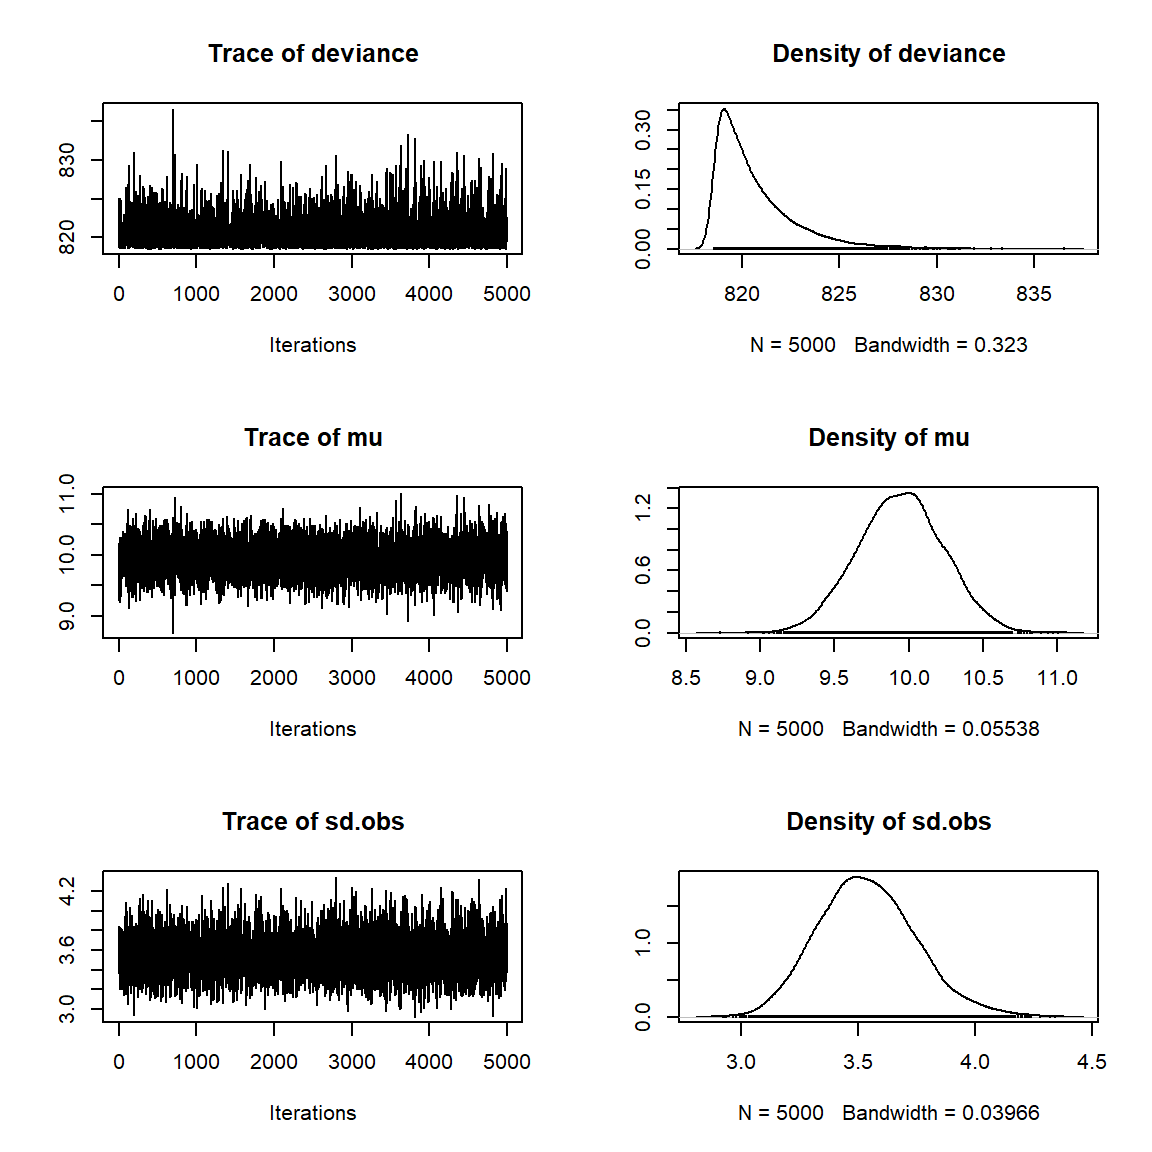 Trace of deviance
820 830
0 1000 2000 3000 4000 5000
Iterations
Density of deviance
0.00 0.15 0.30
820 825 830 835
N = 5000 Bandwidth = 0.323
Trace of mu
9.0 10.0 11.0
0 1000 2000 3000 4000 5000
Iterations
Density of mu
0.0 0.6 1.2
8.5 9.0 9.5 10.0 10.5 11.0
N = 5000 Bandwidth = 0.05538
Trace of sd.obs
3.0 3.6 4.2
0 1000 2000 3000 4000 5000
Iterations
Density of sd.obs
0.0 1.0
3.0 3.5 4.0 4.5
N = 5000 Bandwidth = 0.03966